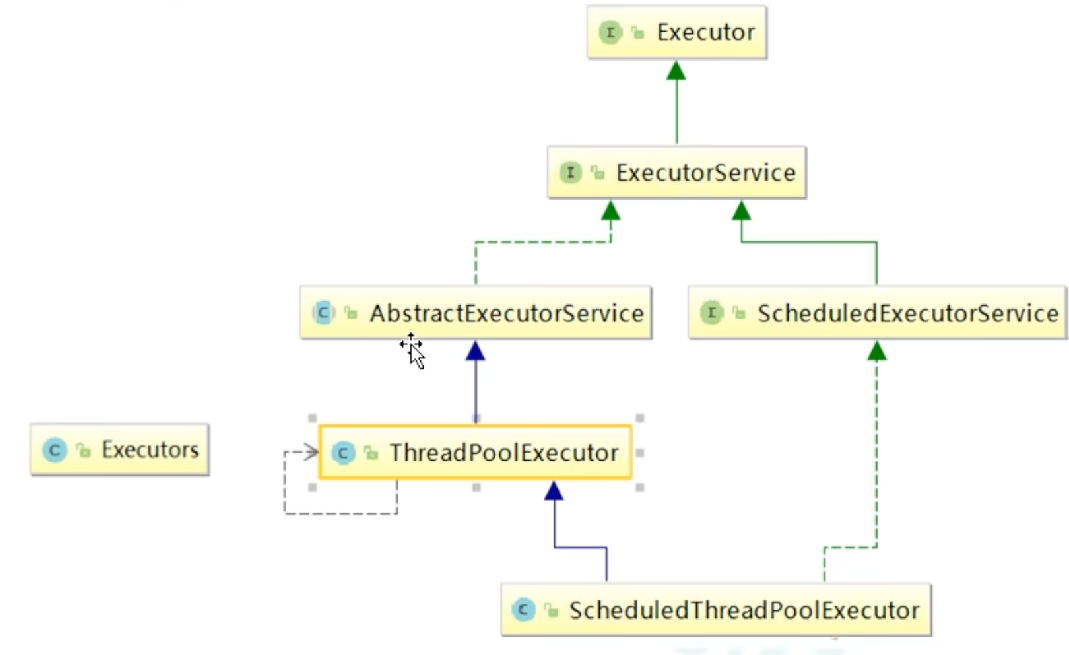 Executor
ExecutorService
AbstractExecutorService
ScheduledExecutorService
Executors
ThreadPoolExecutor
ScheduledThreadPoolExecutor